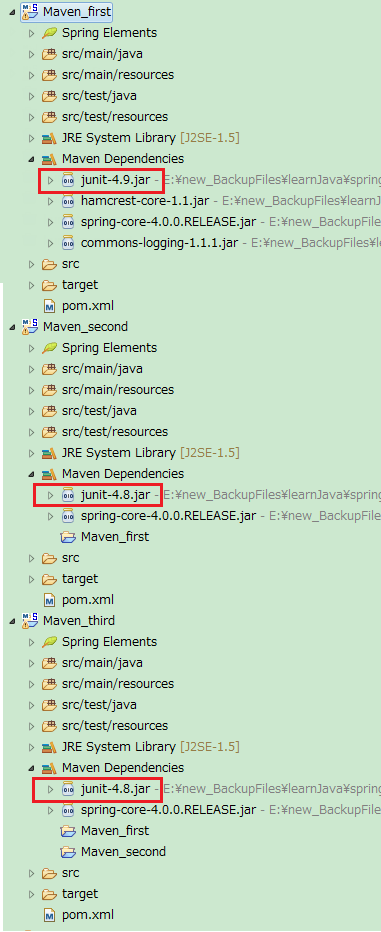 Maven_first
Spring Elements
src/main/java
src/main/resources
src/test/java
src/test/resources
JRE System Library [J2SE-1.5]
Maven Dependencies
junit-4.9.jar - E:¥new_BackupFiles¥learnJava¥spring
hamcrest-core-1.1.jar - E:¥new_BackupFiles¥learnJ
spring-core-4.0.0.RELEASE.jar - E:¥new_BackupFile
commons-logging-1.1.1.jar - E:¥new_BackupFiles¥l
src
target
pom.xml
Maven_second
Spring Elements
src/main/java
src/main/resources
src/test/java
src/test/resources
JRE System Library [J2SE-1.5]
Maven Dependencies
junit-4.8.jar - E:¥new_BackupFiles¥learnJava¥spring
spring-core-4.0.0.RELEASE.jar - E:¥new_BackupFile
Maven_first
src
target
pom.xml
Maven_third
Spring Elements
src/main/java
src/main/resources
src/test/java
src/test/resources
JRE System Library [J2SE-1.5]
Maven Dependencies
junit-4.8.jar - E:¥new_BackupFiles¥learnJava¥spring
spring-core-4.0.0.RELEASE.jar - E:¥new_BackupFile
Maven_first
Maven_second
src
target
pom.xml